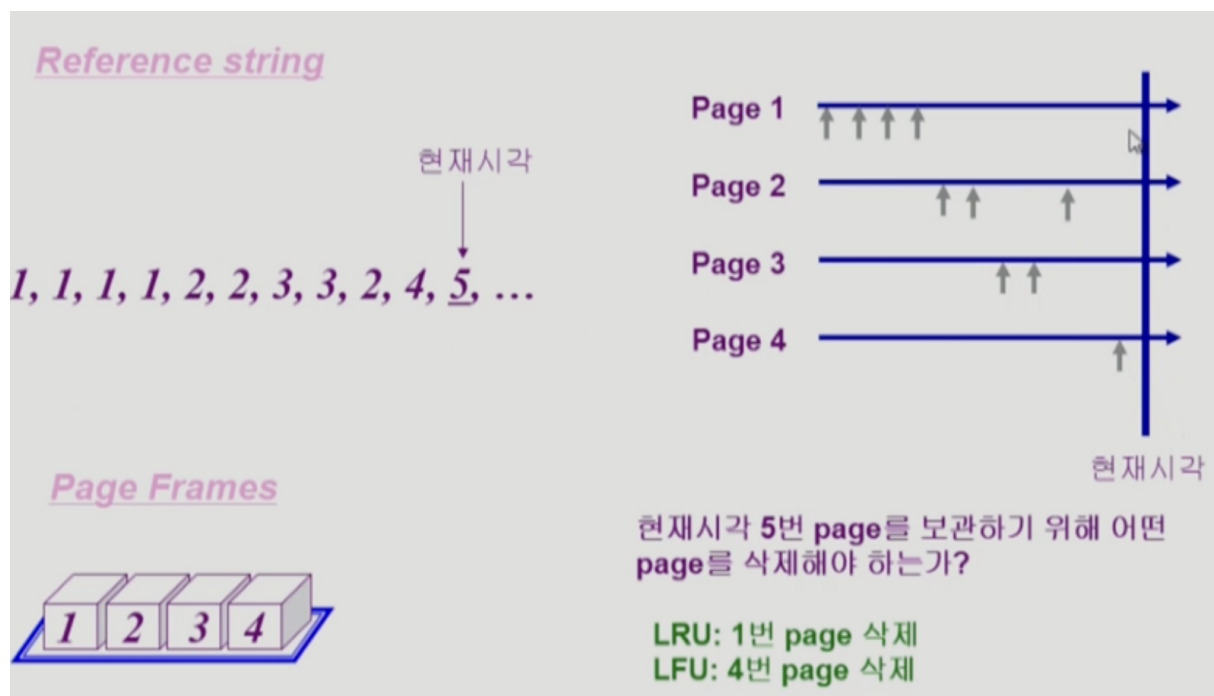 Reference string
현재시각
1, 1, 1, 1, 2, 2, 3, 3, 2, 4, 5, ...
Page 1
Page 2
Page 3
Page 4
현재시각
Page Frames
1 2 3 4
현재시각 5번 page를 보관하기 위해 어떤
page를 삭제해야 하는가?
LRU: 1번 page 삭제
LFU: 4번 page 삭제